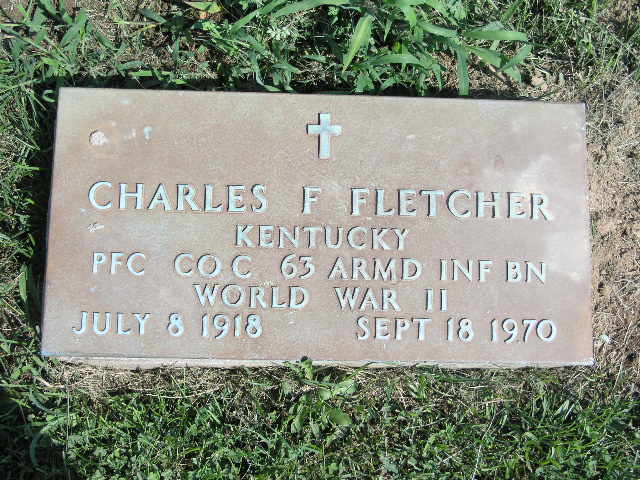 CHARLES F FLETCHER
KENTUCKY
PFC CO C 63 ARMD INF BN
WORLD WAR II
JULY 8 1918 SEPT 18 1970